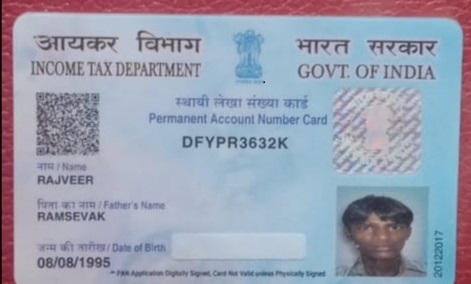 आयकर विभाग
INCOME TAX DEPARTMENT
भारत सरकार
GOVT. OF INDIA
स्थायी लेखा संख्या कार्ड
Permanent Account Number Card
DFYPR3632K
नाम / Name
RAJVEER
पिता का नाम / Father's Name
RAMSEVAK
जन्म की तारीख / Date of Birth
08/08/1995
PAN Application Digitally Signed, Card Not Valid unless Physically Signed
20122017